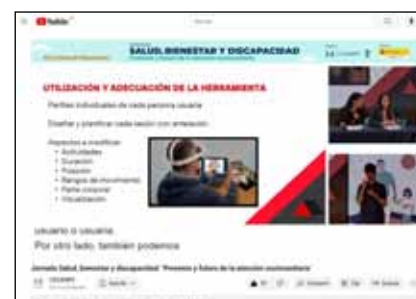 YouTube
SALUD, BIENESTAR Y DISCAPACIDAD
UTILIZACIÓN Y ADECUACIÓN DE LA HERRAMIENTA
Perfiles individuales de cada persona usuaria
Diseñar y planificar cada sesión con antelación
Aspectos a modificar:
• Actividades
• Duración
• Posición
• Rangos de movimiento
• Parte corporal
• Visualización
usuario o usuaria.
Por otro lado, también podemos
Jornada Salud, bienestar y discapacidad "Presente y futuro de la atención sociosanitaria"